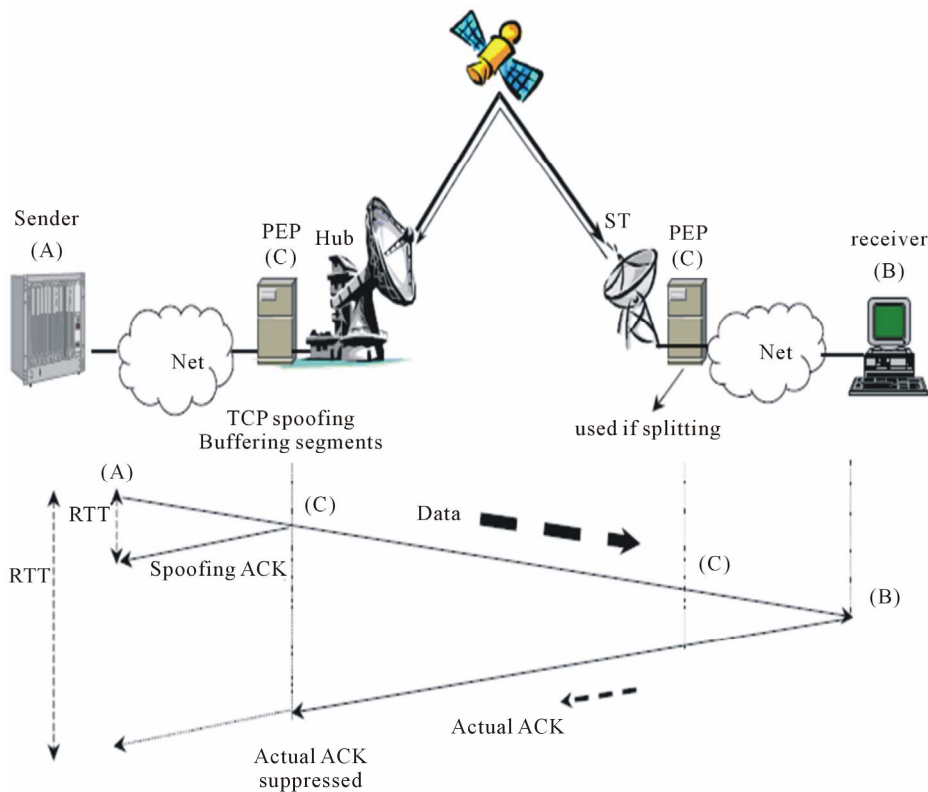 Sender
(A)
PEP
(C)
Hub
ST
PEP
(C)
receiver
(B)
Net
Net
TCP spoofing
Buffering segments
used if splitting
(A)
(C)
RTT
RTT
Spoofing ACK
Data
(C)
(B)
Actual ACK
Actual ACK
suppressed